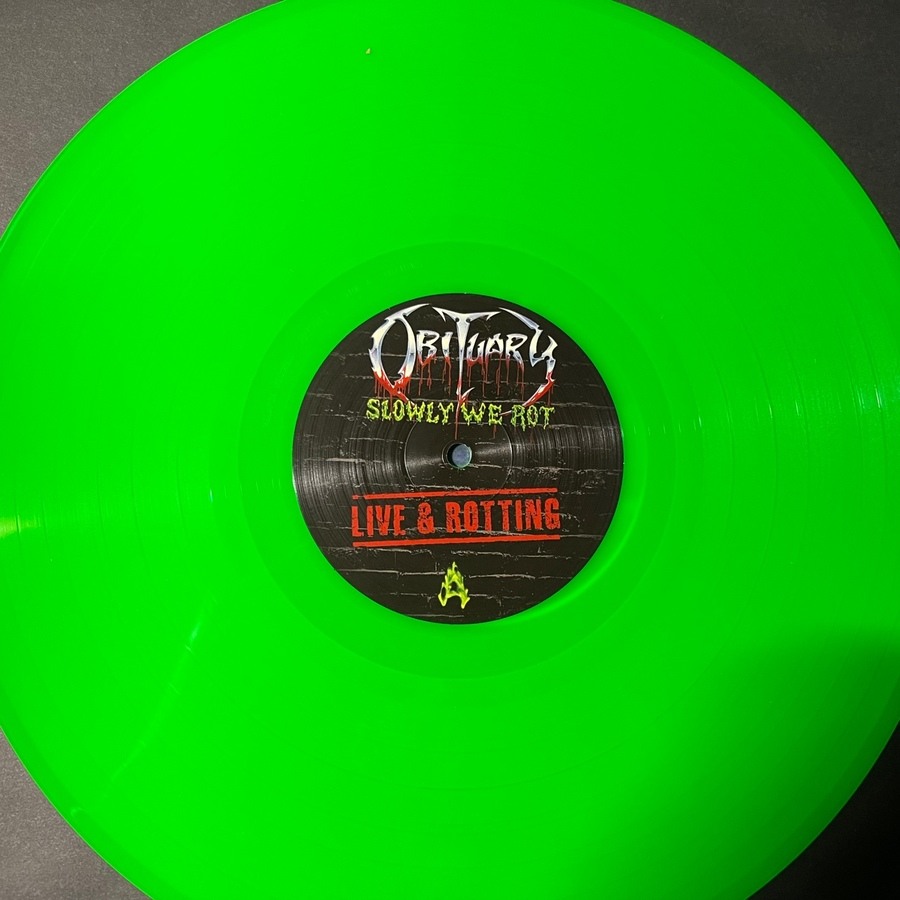 OBITUARY
SLOWLY WE ROT
LIVE & ROTTING
A